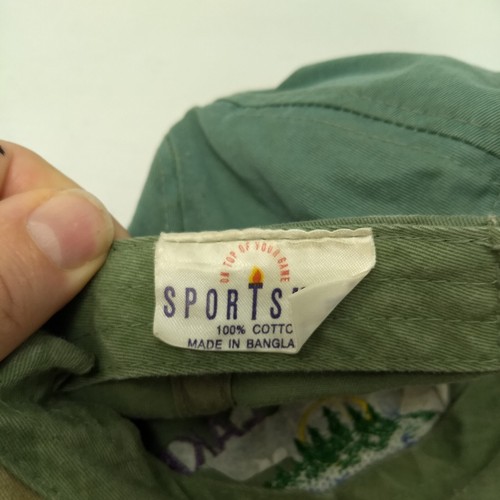 ON TOP OF YOUR GAME
SPORTS
100% COTTO
MADE IN BANGLA